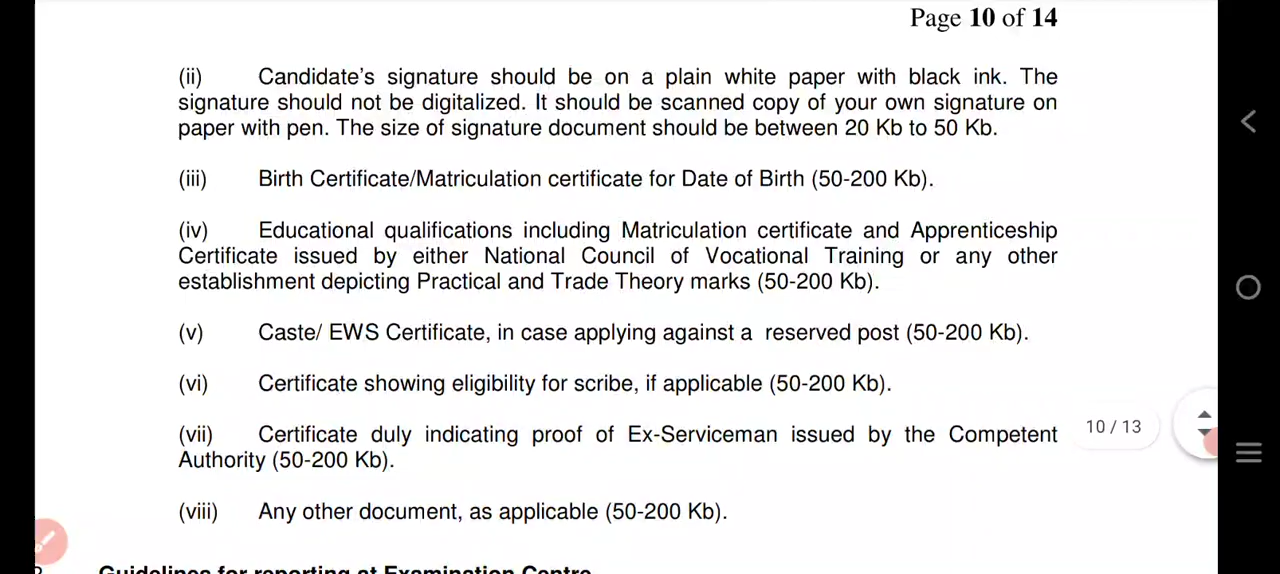 Page 10 of 14
(ii) Candidate's signature should be on a plain white paper with black ink. The
signature should not be digitalized. It should be scanned copy of your own signature on
paper with pen. The size of signature document should be between 20 Kb to 50 Kb.
(iii) Birth Certificate/Matriculation certificate for Date of Birth (50-200 Kb).
(iv) Educational qualifications including Matriculation certificate and Apprenticeship
Certificate issued by either National Council of Vocational Training or any other
establishment depicting Practical and Trade Theory marks (50-200 Kb).
(v) Caste/ EWS Certificate, in case applying against a reserved post (50-200 Kb).
(vi) Certificate showing eligibility for scribe, if applicable (50-200 Kb).
(vii) Certificate duly indicating proof of Ex-Serviceman issued by the Competent
Authority (50-200 Kb).
10 / 13
(viii) Any other document, as applicable (50-200 Kb).
Guidelines for reporting at Examination Centre